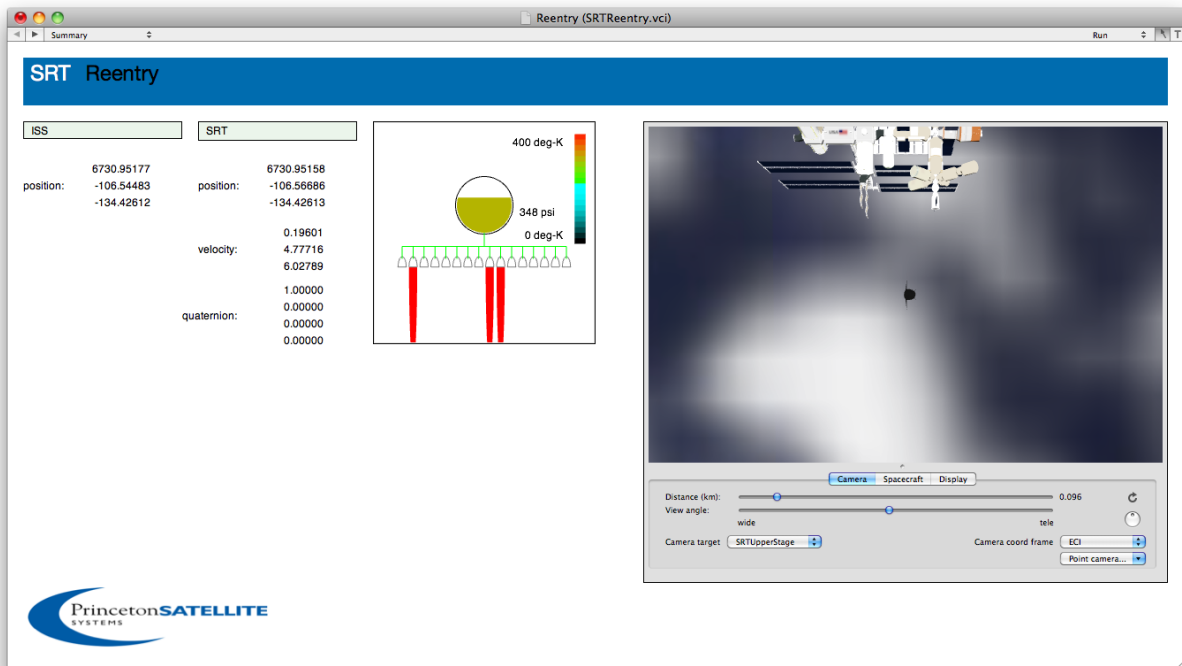 Reentry (SRTReentry.vci)
Summary
Run
T
SRT Reentry
ISS
SRT
position:
6730.95177
-106.54483
-134.42612
position:
6730.95158
-106.56686
-134.42613
velocity:
0.19601
4.77716
6.02789
quaternion:
1.00000
0.00000
0.00000
0.00000
400 deg-K
348 psi
0 deg-K
USA
Camera Spacecraft Display
Distance (km):
0.096
View angle:
wide
tele
Camera target
SRTUpperStage
Camera coord frame
ECI
Point camera...
PrincetonSATELLITE
SYSTEMS